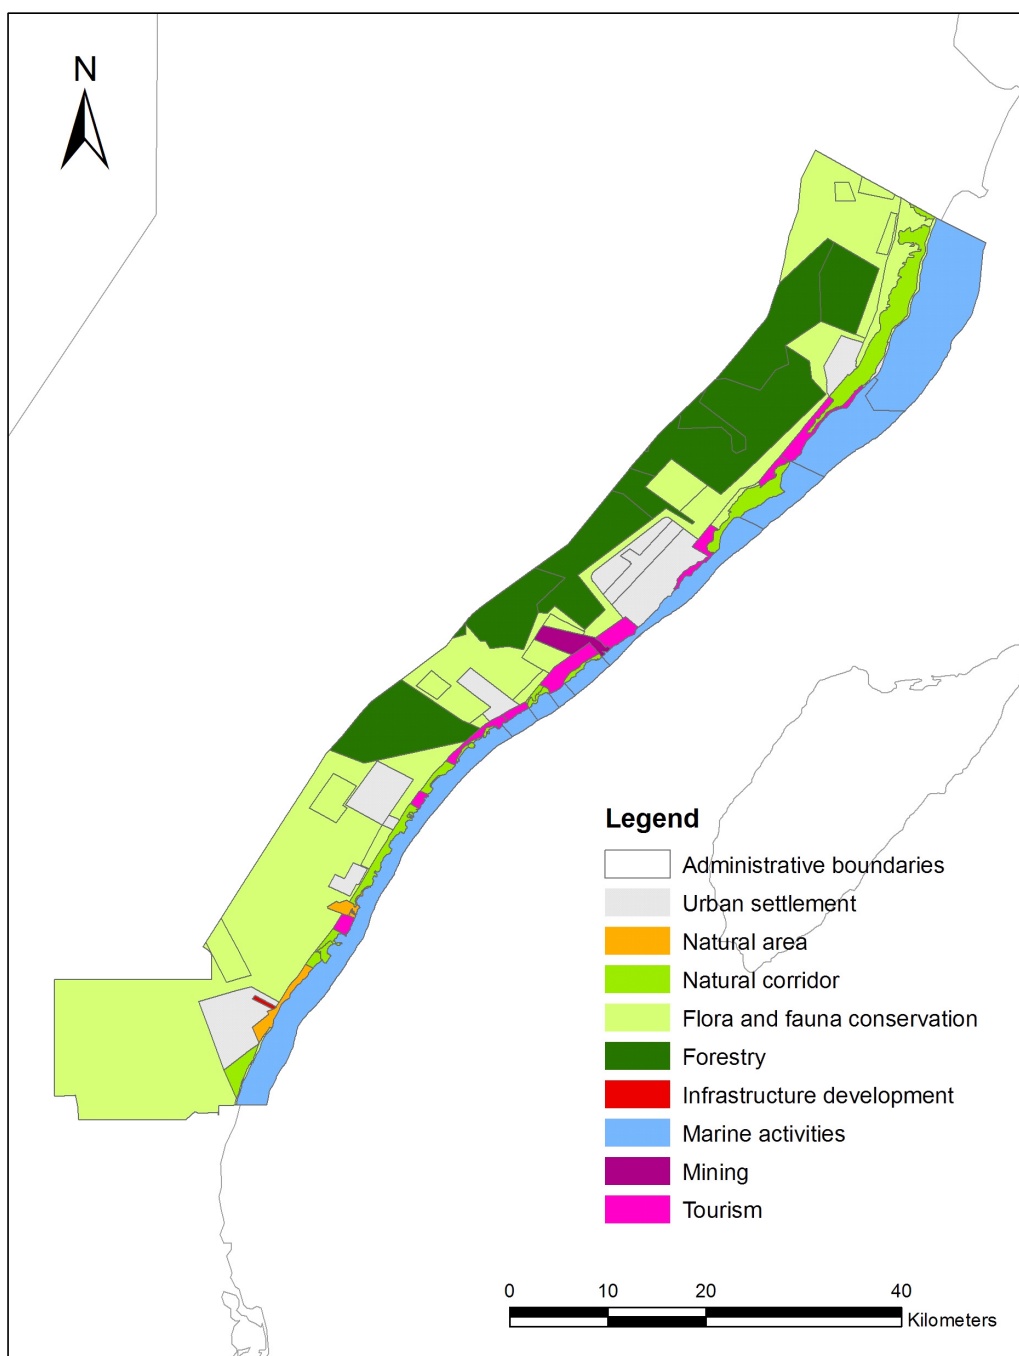 N
Legend
Administrative boundaries
Urban settlement
Natural area
Natural corridor
Flora and fauna conservation
Forestry
Infrastructure development
Marine activities
Mining
Tourism
0 10 20 40
Kilometers